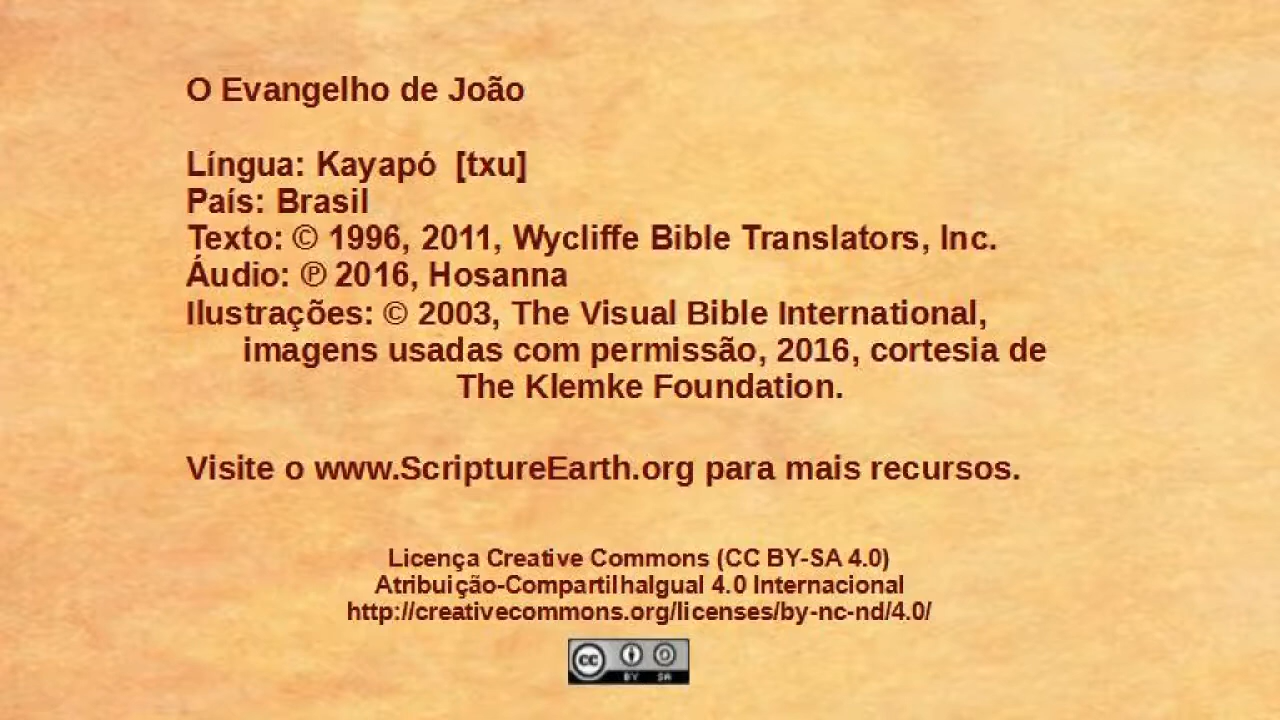 O Evangelho de João
Língua: Kayapó [txu]
País: Brasil
Texto: © 1996, 2011, Wycliffe Bible Translators, Inc.
Áudio: ℗ 2016, Hosanna
Ilustrações: © 2003, The Visual Bible International,
imagens usadas com permissão, 2016, cortesia de
The Klemke Foundation.
Visite o www.ScriptureEarth.org para mais recursos.
Licença Creative Commons (CC BY-SA 4.0)
Atribuição-CompartilhaIgual 4.0 Internacional
http://creativecommons.org/licenses/by-nc-nd/4.0/
cc BY SA